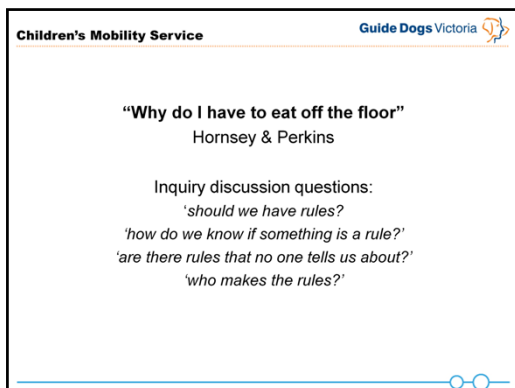 Children's Mobility Service
Guide Dogs Victoria
“Why do I have to eat off the floor”
Hornsey & Perkins
Inquiry discussion questions:
‘should we have rules?
‘how do we know if something is a rule?’
‘are there rules that no one tells us about?’
‘who makes the rules?’